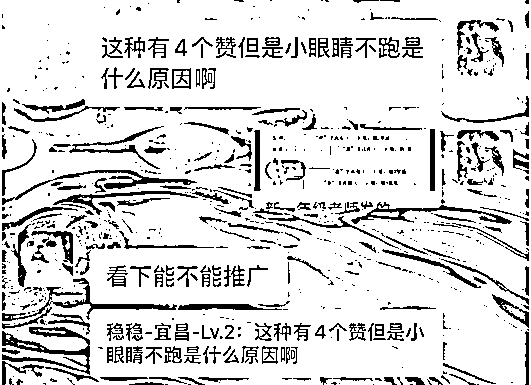 这种有4个赞但是小眼睛不跑是
什么原因啊
看下能不能推广
稳稳-宜昌-Lv.2：这种有4个赞但是小
眼睛不跑是什么原因啊